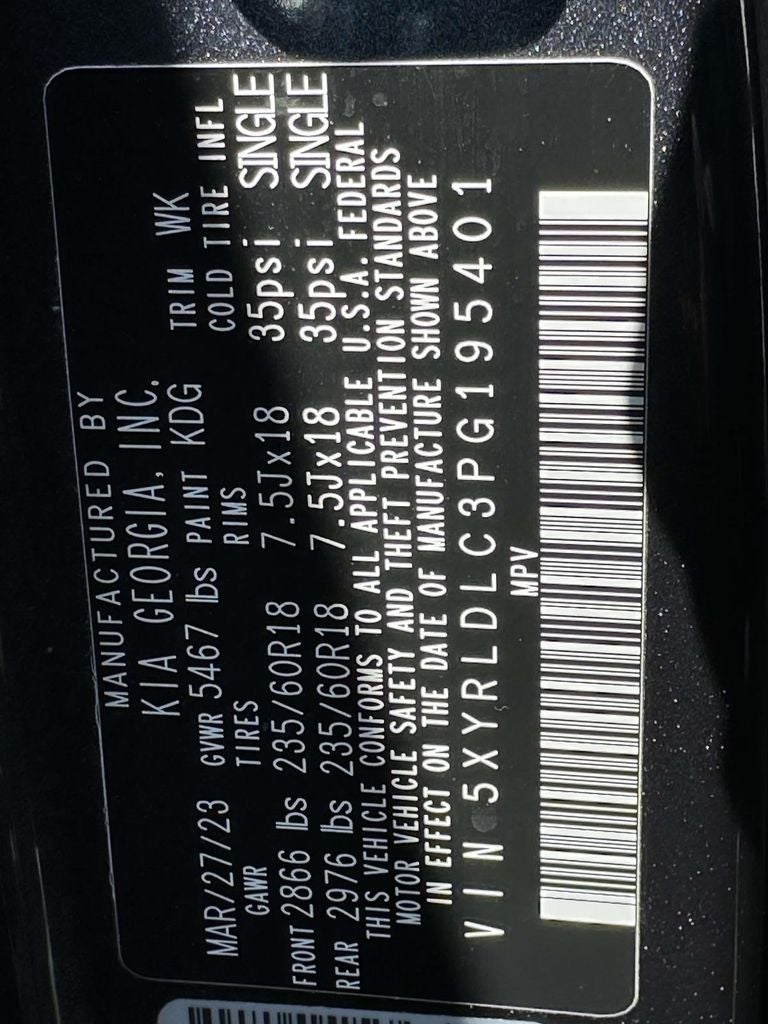 MANUFACTURED BY
KIA GEORGIA, INC.
MAR/27/23 GVWR 5467 lbs PAINT KDG TRIM WK
GAWR TIRES RIMS COLD TIRE INFL
FRONT 2866 lbs 235/60R18 7.5Jx18 35psi SINGLE
REAR 2976 lbs 235/60R18 7.5Jx18 35psi SINGLE
THIS VEHICLE CONFORMS TO ALL APPLICABLE U.S.A. FEDERAL
MOTOR VEHICLE SAFETY AND THEFT PREVENTION STANDARDS
IN EFFECT ON THE DATE OF MANUFACTURE SHOWN ABOVE
VIN 5XYRLDLC3PG195401
MPV